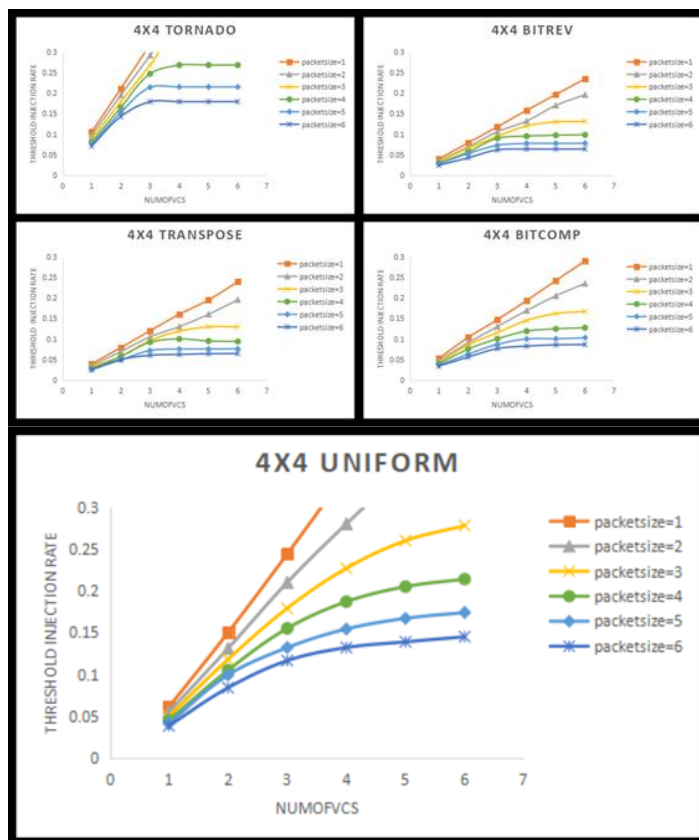 4X4 TORNADO
THRESHOLD INJECTION RATE
0.3
0.25
0.2
0.15
0.1
0.05
0
0 1 2 3 4 5 6 7
NUMOFVCS
packetsize=1
packetsize=2
packetsize=3
packetsize=4
packetsize=5
packetsize=6
4X4 BITREV
THRESHOLD INJECTION RATE
0.3
0.25
0.2
0.15
0.1
0.05
0
0 1 2 3 4 5 6 7
NUMOFVCS
packetsize=1
packetsize=2
packetsize=3
packetsize=4
packetsize=5
packetsize=6
4X4 TRANSPOSE
THRESHOLD INJECTION RATE
0.3
0.25
0.2
0.15
0.1
0.05
0
0 1 2 3 4 5 6 7
NUMOFVCS
packetsize=1
packetsize=2
packetsize=3
packetsize=4
packetsize=5
packetsize=6
4X4 BITCOMP
THRESHOLD INJECTION RATE
0.3
0.25
0.2
0.15
0.1
0.05
0
0 1 2 3 4 5 6 7
NUMOFVCS
packetsize=1
packetsize=2
packetsize=3
packetsize=4
packetsize=5
packetsize=6
4X4 UNIFORM
THRESHOLD INJECTION RATE
0.3
0.25
0.2
0.15
0.1
0.05
0
0 1 2 3 4 5 6 7
NUMOFVCS
packetsize=1
packetsize=2
packetsize=3
packetsize=4
packetsize=5
packetsize=6